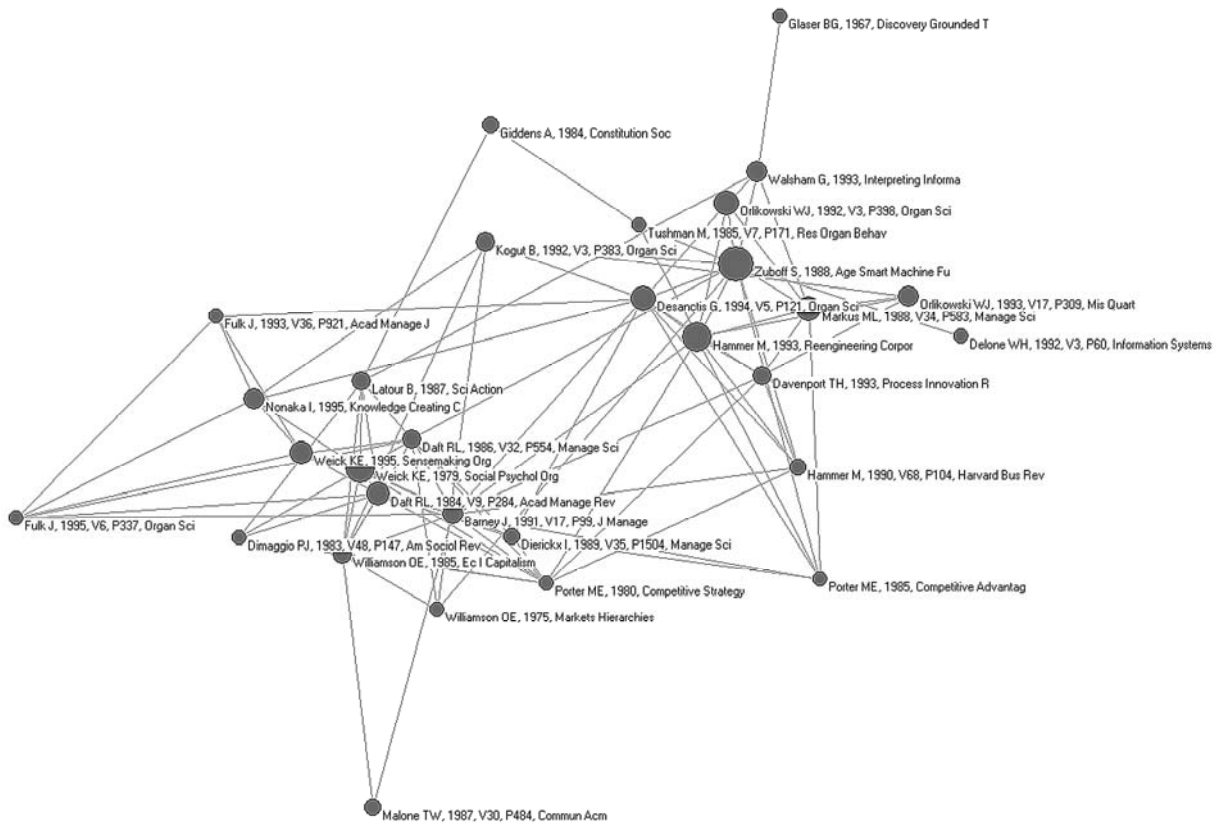 Glaser BG, 1967, Discovery Grounded T
Giddens A, 1984, Constitution Soc
Walsham G, 1993, Interpreting Informa
Orlikowski WJ, 1992, V3, P398, Organ Sci
Tushman M, 1985, V7, P171, Res Organ Behav
Kogut B, 1992, V3, P383, Organ Sci
Zuboff S, 1988, Age Smart Machine Fu
Desanctis G, 1994, V5, P121, Organ Sci
Orlikowski WJ, 1993, V17, P309, Mis Quart
Markus ML, 1988, V34, P583, Manage Sci
Fulk J, 1993, V36, P921, Acad Manage J
Hammer M, 1993, Reengineering Corpor
Delone WH, 1992, V3, P60, Information Systems
Davenport TH, 1993, Process Innovation R
Latour B, 1987, Sci Action
Nonaka I, 1995, Knowledge Creating C
Daft RL, 1986, V32, P554, Manage Sci
Weick KE, 1995, Sensemaking Org
Weick KE, 1979, Social Psychol Org
Hammer M, 1990, V68, P104, Harvard Bus Rev
Daft RL, 1984, V9, P284, Acad Manage Rev
Fulk J, 1995, V6, P337, Organ Sci
Barney J, 1991, V17, P99, J Manage
Dierickx I, 1989, V35, P1504, Manage Sci
Dimaggio PJ, 1983, V48, P147, Am Sociol Rev
Williamson OE, 1985, Ec I Capitalism
Porter ME, 1980, Competitive Strategy
Porter ME, 1985, Competitive Advantag
Williamson OE, 1975, Markets Hierarchies
Malone TW, 1987, V30, P484, Commun Acm